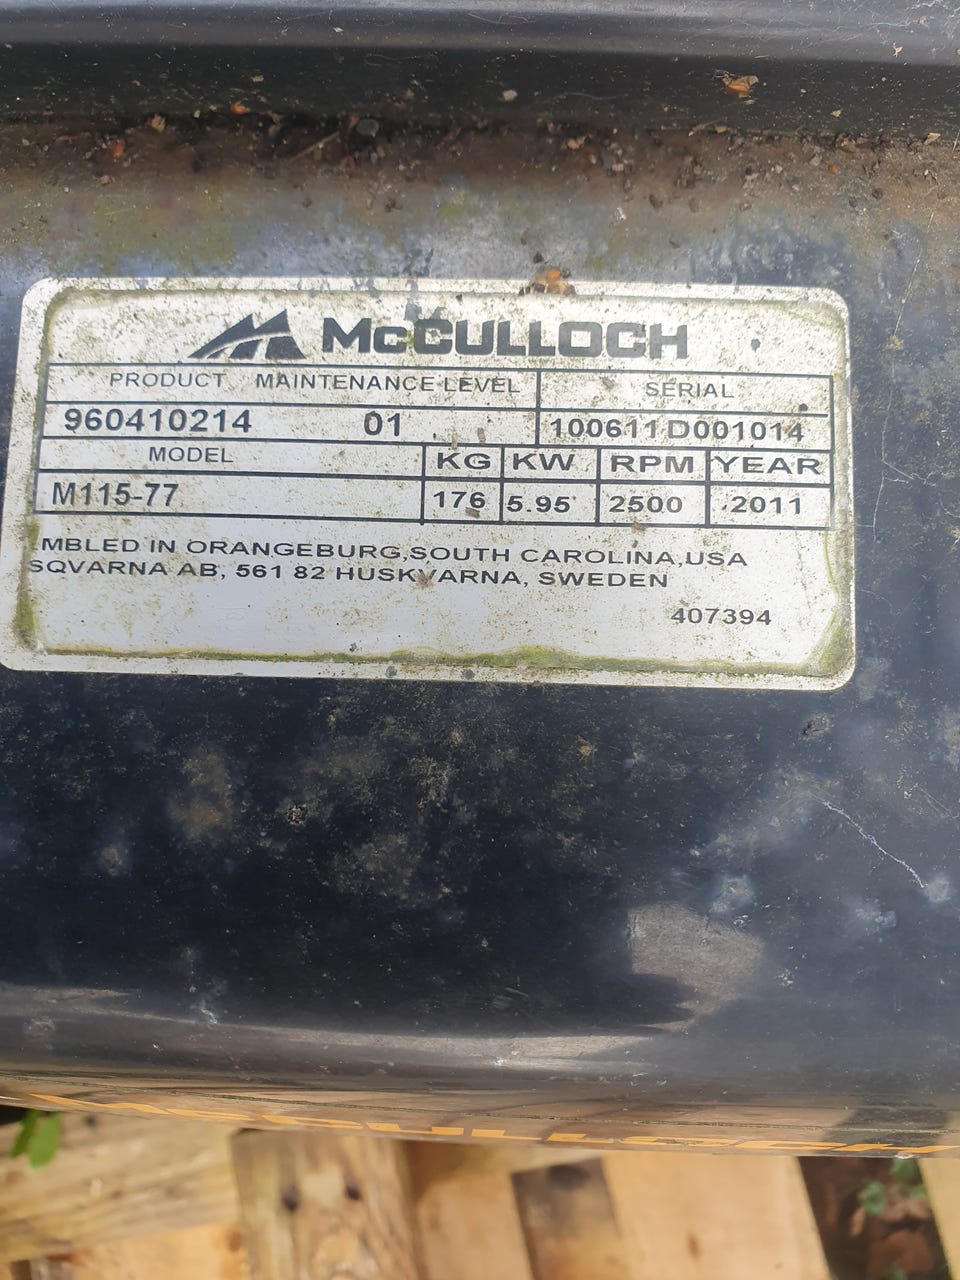 McCULLOCH
PRODUCT MAINTENANCE LEVEL SERIAL
960410214 01 100611D001014
MODEL KG KW RPM YEAR
M115-77 176 5.95 2500 2011
MBLED IN ORANGEBURG,SOUTH CAROLINA,USA
SQVARNA AB, 561 82 HUSKVARNA, SWEDEN
407394
McCULLOCH